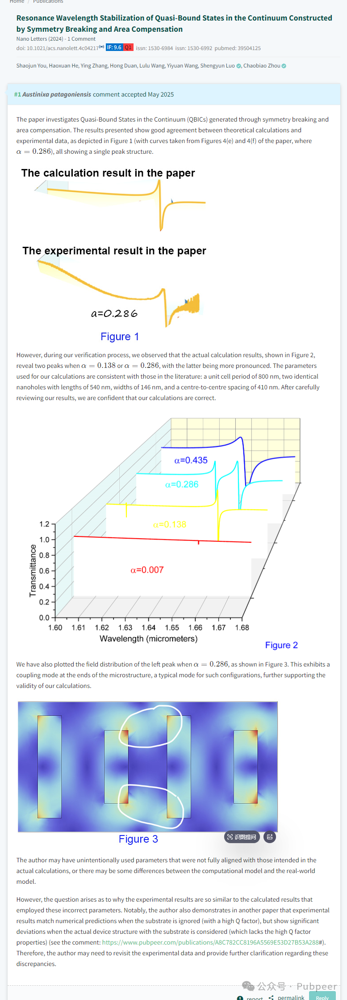 Home / Publications
Resonance Wavelength Stabilization of Quasi-Bound States in the Continuum Constructed
by Symmetry Breaking and Area Compensation
Nano Letters (2024) - 1 Comment
doi: 10.1021/acs.nanolett.4c04217 IF: 9.6 Q1 issn: 1530-6984 issn: 1530-6992 pubmed: 39504125
Shaojun You, Haoxuan He, Ying Zhang, Hong Duan, Lulu Wang, Yiyuan Wang, Shengyun Luo, Chaobiao Zhou
#1 Austinixa patagoniensis comment accepted May 2025
The paper investigates Quasi-Bound States in the Continuum (QBICs) generated through symmetry breaking and
area compensation. The results presented show good agreement between theoretical calculations and
experimental data, as depicted in Figure 1 (with curves taken from Figures 4(e) and 4(f) of the paper, where
α = 0.286), all showing a single peak structure.
The calculation result in the paper
The experimental result in the paper
a=0.286
Figure 1
However, during our verification process, we observed that the actual calculation results, shown in Figure 2,
reveal two peaks when α = 0.138 or α = 0.286, with the latter being more pronounced. The parameters
used for our calculations are consistent with those in the literature: a unit cell period of 800 nm, two identical
nanoholes with lengths of 540 nm, widths of 146 nm, and a centre-to-centre spacing of 410 nm. After carefully
reviewing our results, we are confident that our calculations are correct.
α=0.435
α=0.286
α=0.138
α=0.007
1.2
1.0
0.8
0.6
0.4
0.2
0.0
Transmittance
1.60 1.61 1.62 1.63 1.64 1.65 1.66 1.67 1.68
Wavelength (micrometers)
Figure 2
We have also plotted the field distribution of the left peak when α = 0.286, as shown in Figure 3. This exhibits a
coupling mode at the ends of the microstructure, a typical mode for such configurations, further supporting the
validity of our calculations.
识图提问
Figure 3
The author may have unintentionally used parameters that were not fully aligned with those intended in the
actual calculations, or there may be some differences between the computational model and the real-world
model.
However, the question arises as to why the experimental results are so similar to the calculated results that
employed these incorrect parameters. Notably, the author also demonstrates in another paper that experimental
results match numerical predictions when the substrate is ignored (with a high Q factor), but show significant
deviations when the actual device structure with the substrate is considered (which lacks the high Q factor
properties) (see the comment: https://www.pubpeer.com/publications/A8C782CC8196A5569E53D27B53A288#).
Therefore, the author may need to revisit the experimental data and provide further clarification regarding these
discrepancies.
公众号 · Pubpeer
report permalink Reply